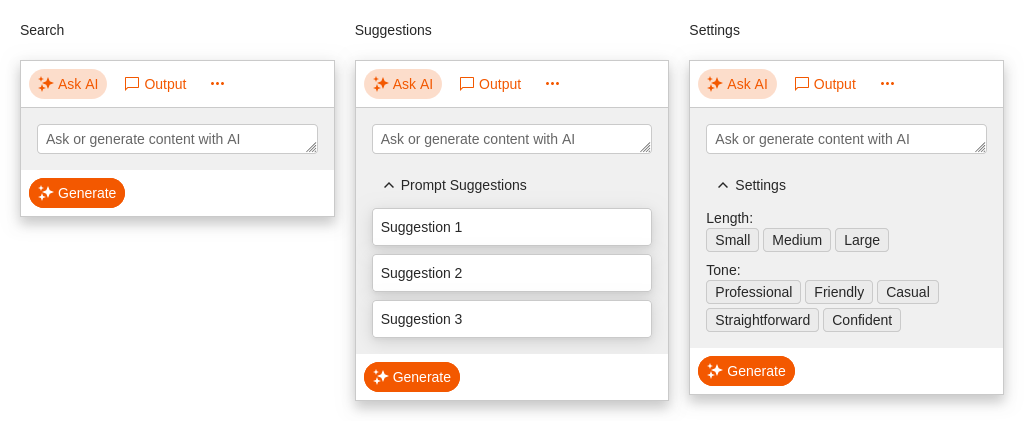 Search
Ask AI Output
Ask or generate content with AI
Generate
Suggestions
Ask AI Output
Ask or generate content with AI
Prompt Suggestions
Suggestion 1
Suggestion 2
Suggestion 3
Generate
Settings
Ask AI Output
Ask or generate content with AI
Settings
Length:
Small Medium Large
Tone:
Professional Friendly Casual
Straightforward Confident
Generate